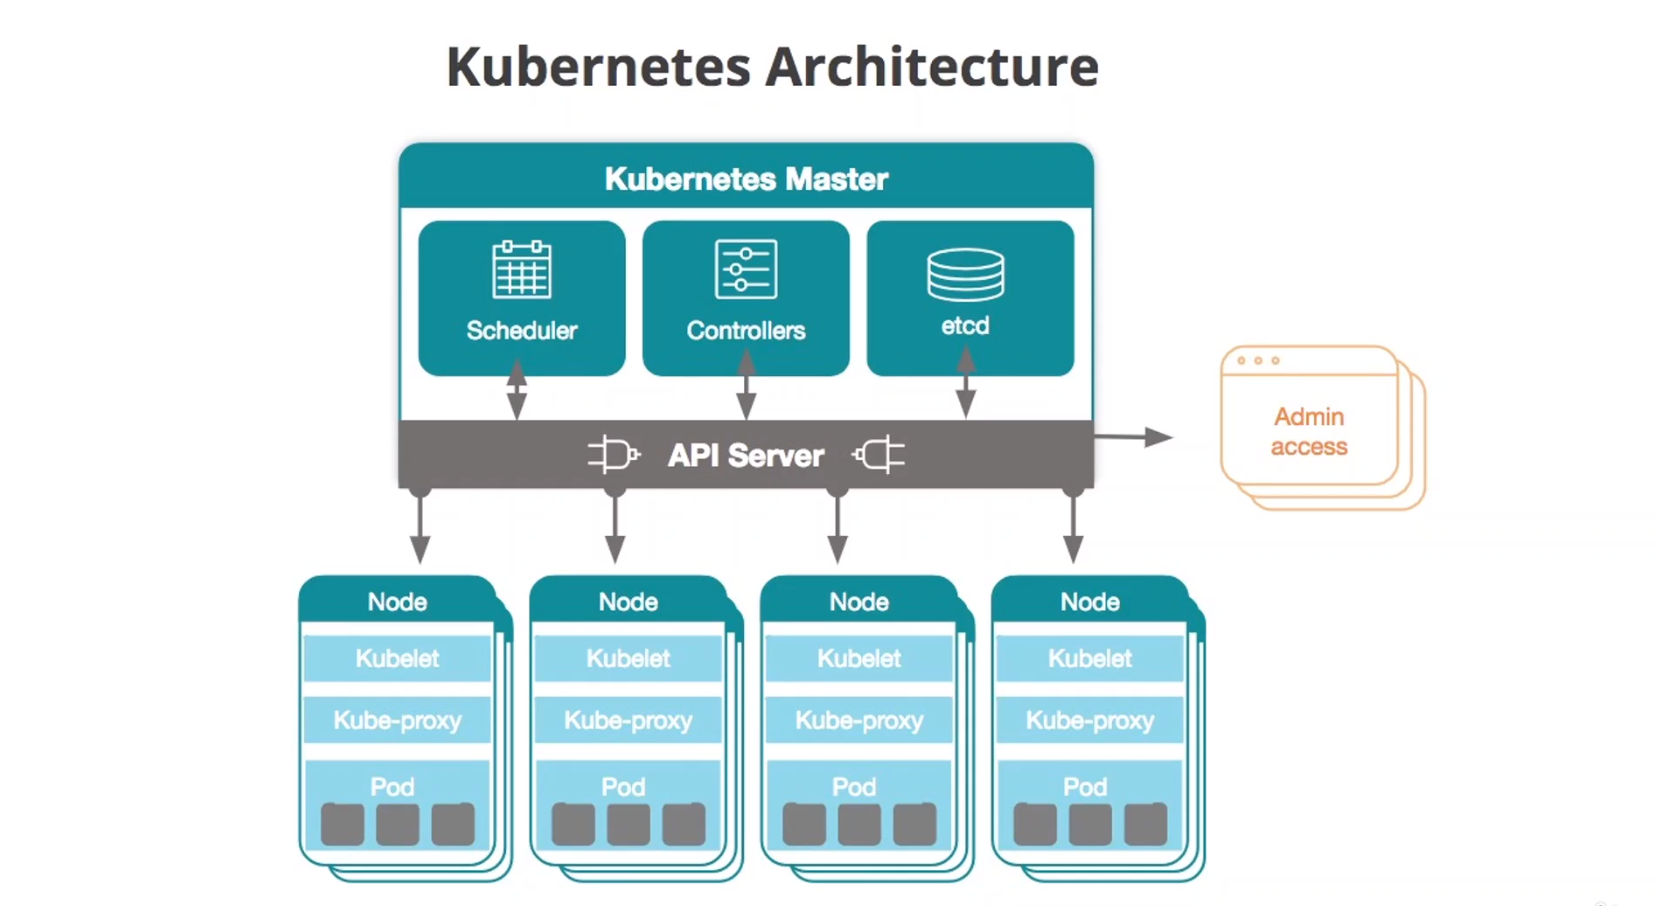 Kubernetes Architecture
Kubernetes Master
Scheduler
Controllers
etcd
API Server
Admin
access
Node
Kubelet
Kube-proxy
Pod
Node
Kubelet
Kube-proxy
Pod
Node
Kubelet
Kube-proxy
Pod
Node
Kubelet
Kube-proxy
Pod